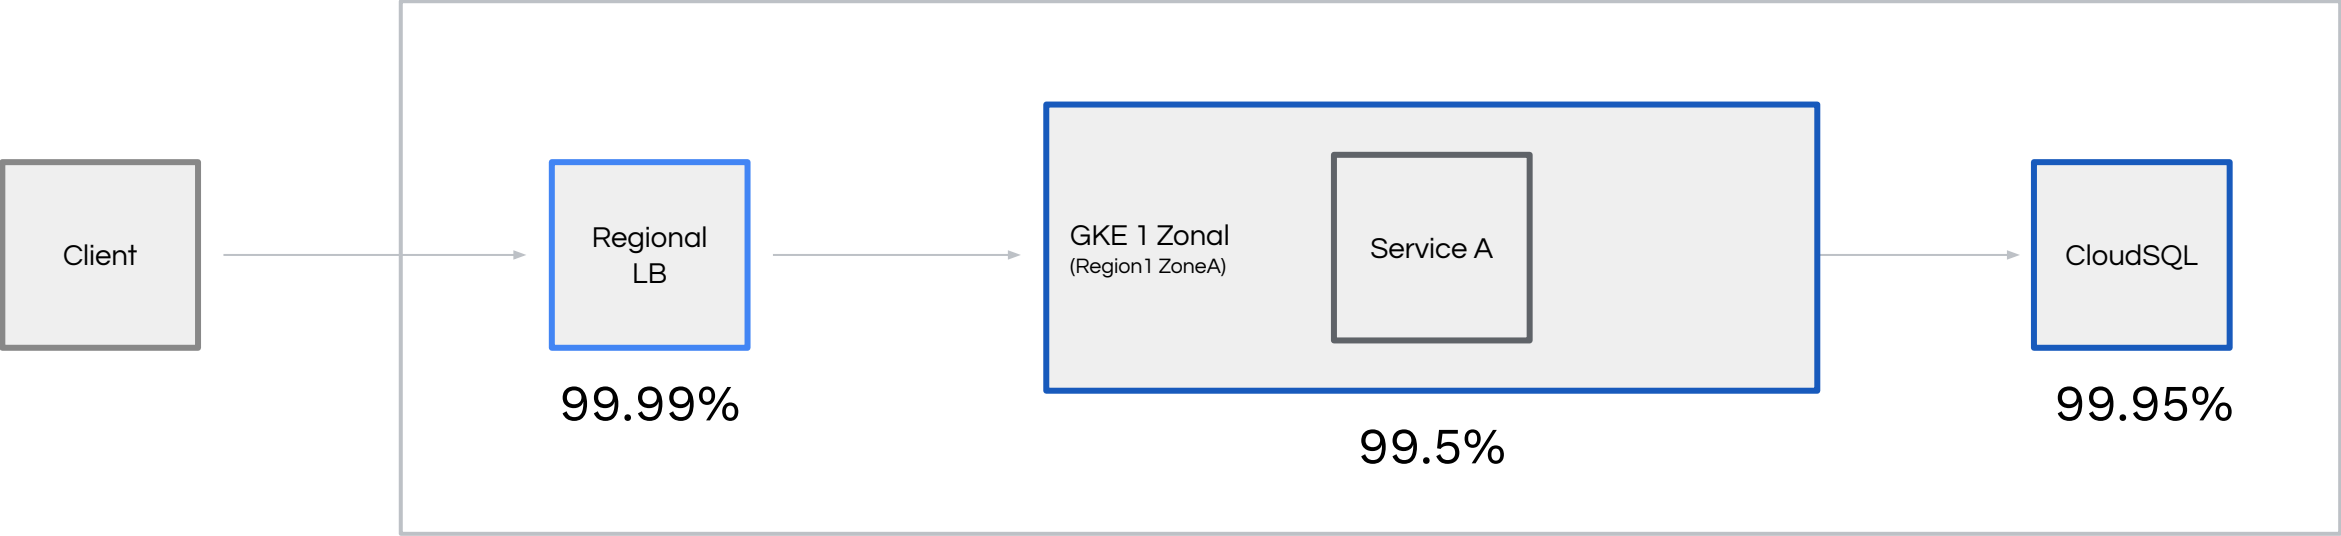 Client
Regional
LB
99.99%
GKE 1 Zonal
(Region1 ZoneA)
Service A
99.5%
CloudSQL
99.95%